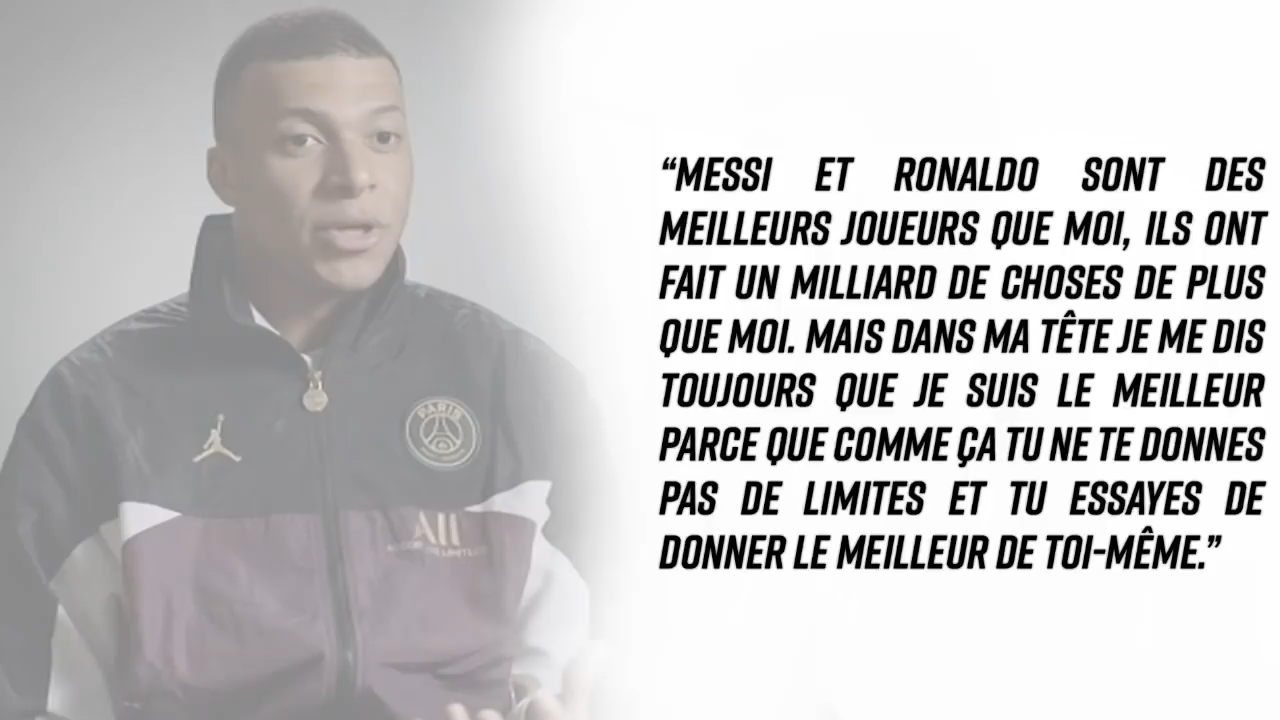 PARIS
ALL
“MESSI ET RONALDO SONT DES
MEILLEURS JOUEURS QUE MOI, ILS ONT
FAIT UN MILLIARD DE CHOSES DE PLUS
QUE MOI. MAIS DANS MA TÊTE JE ME DIS
TOUJOURS QUE JE SUIS LE MEILLEUR
PARCE QUE COMME ÇA TU NE TE DONNES
PAS DE LIMITES ET TU ESSAYES DE
DONNER LE MEILLEUR DE TOI-MÊME.”